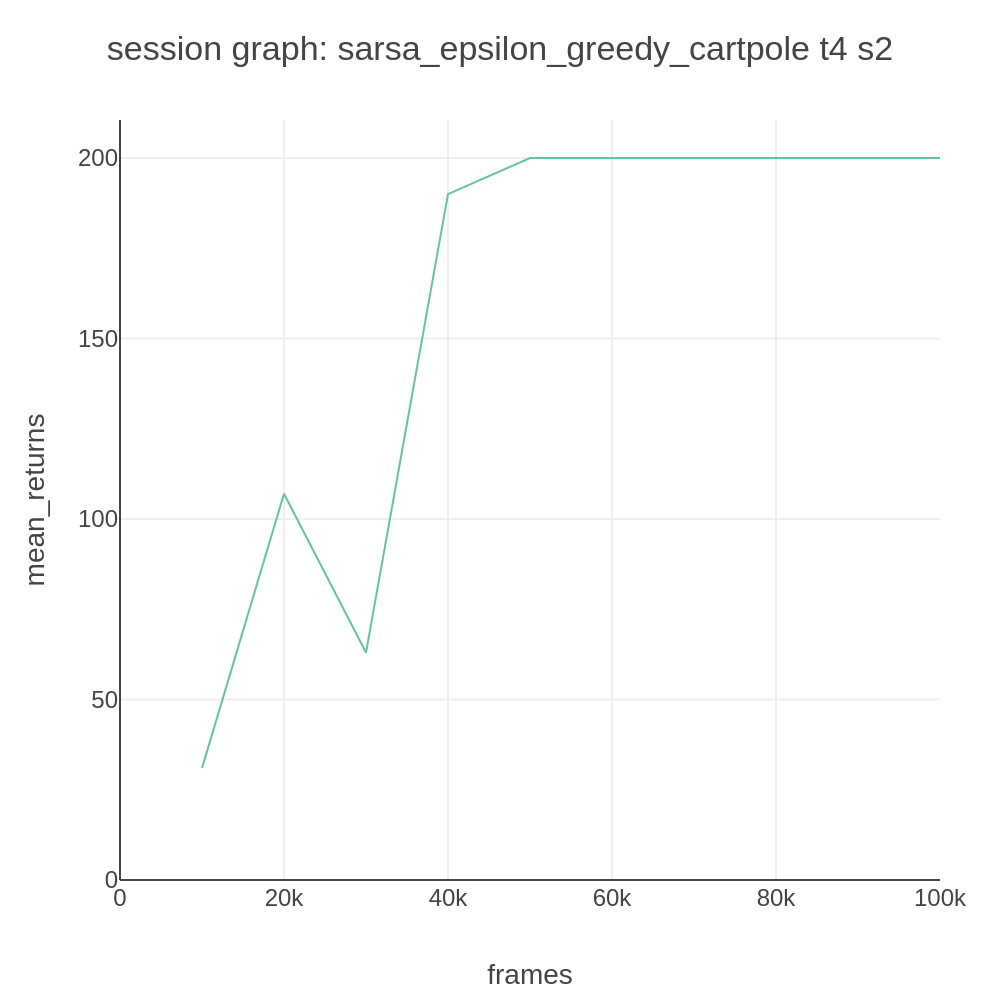 session graph: sarsa_epsilon_greedy_cartpole t4 s2
200
150
100
50
0
mean_returns
0 20k 40k 60k 80k 100k
frames